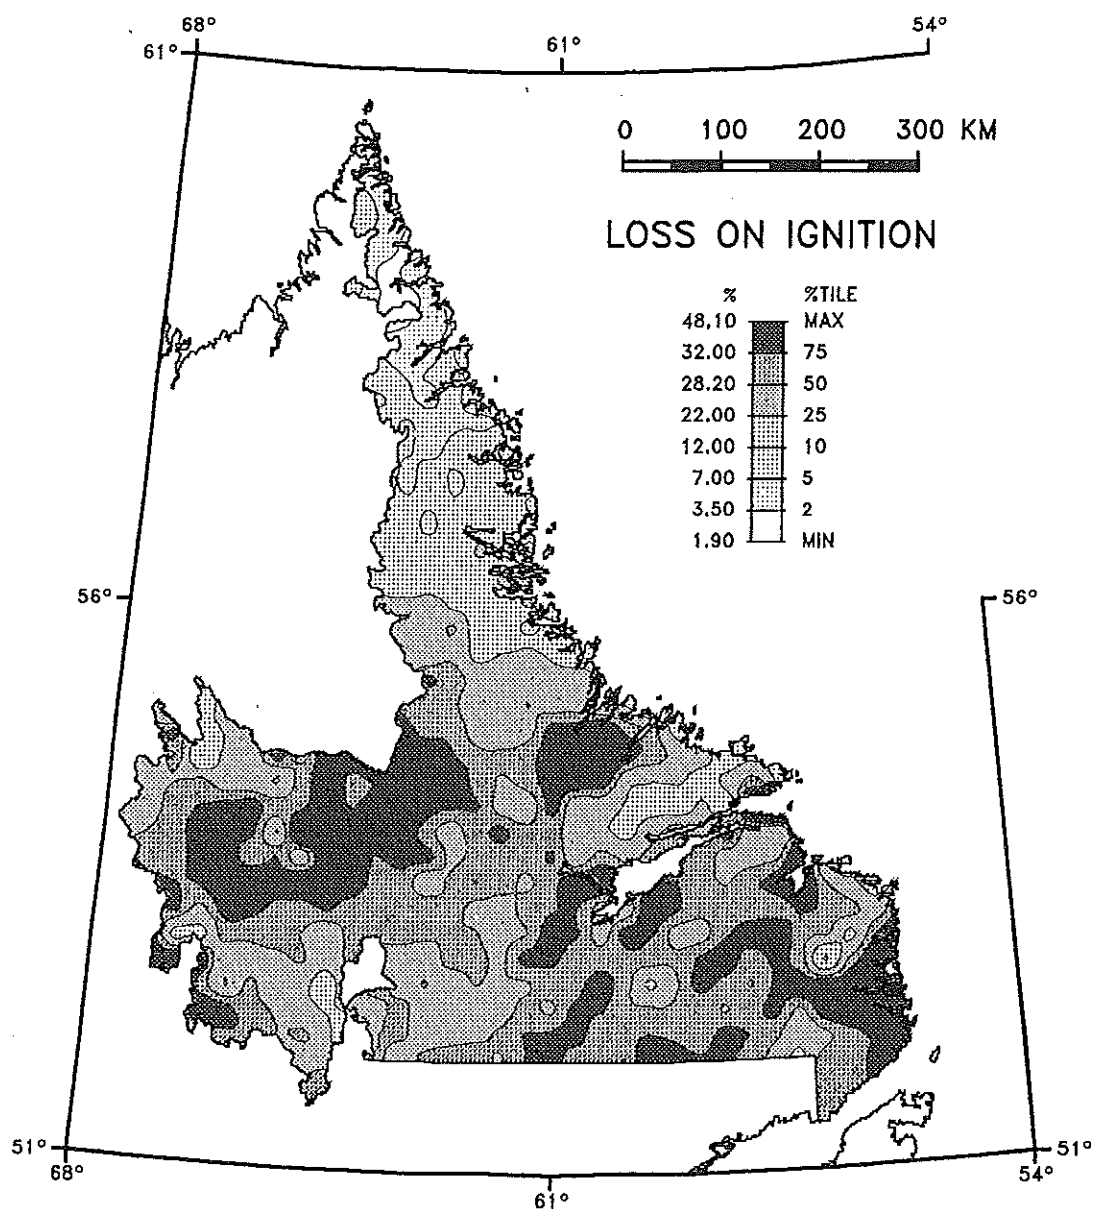 68° 61° 54°
61°
0 100 200 300 KM
LOSS ON IGNITION
% %TILE
48.10 MAX
32.00 75
28.20 50
22.00 25
12.00 10
7.00 5
3.50 2
1.90 MIN
56° 56°
51° 51°
68° 61° 54°